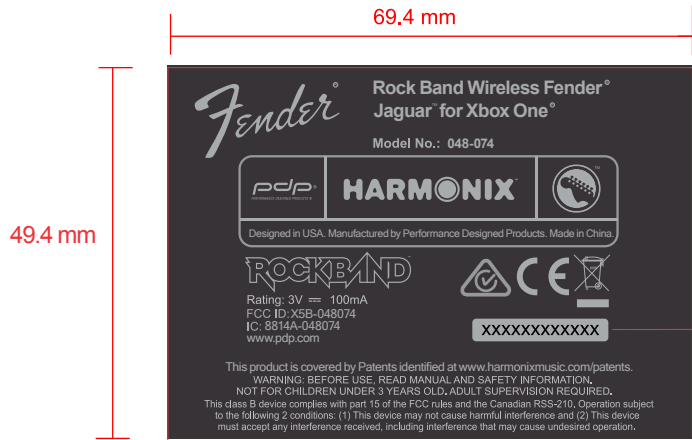 69.4 mm
49.4 mm
Fender®
Rock Band Wireless Fender®
Jaguar™ for Xbox One®
Model No.: 048-074
pdp®
PERFORMANCE DESIGNED PRODUCTS ®
HARMONIX™
™
Designed in USA. Manufactured by Performance Designed Products. Made in China.
ROCKBAND™
Rating: 3V ⎓ 100mA
FCC ID: X5B-048074
IC: 8814A-048074
www.pdp.com
CE
XXXXXXXXXXXX
This product is covered by Patents identified at www.harmonixmusic.com/patents.
WARNING: BEFORE USE, READ MANUAL AND SAFETY INFORMATION.
NOT FOR CHILDREN UNDER 3 YEARS OLD. ADULT SUPERVISION REQUIRED.
This class B device complies with part 15 of the FCC rules and the Canadian RSS-210. Operation subject
to the following 2 conditions: (1) This device may not cause harmful interference and (2) This device
must accept any interference received, including interference that may cause undesired operation.